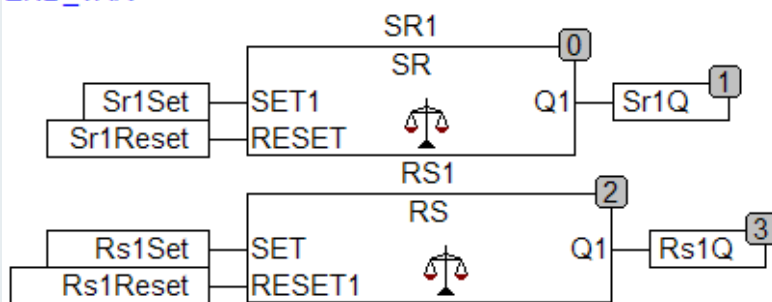 SR1
0
SR
Sr1Set SET1 Q1 Sr1Q 1
Sr1Reset RESET
RS1
2
RS
Rs1Set SET Q1 Rs1Q 3
Rs1Reset RESET1